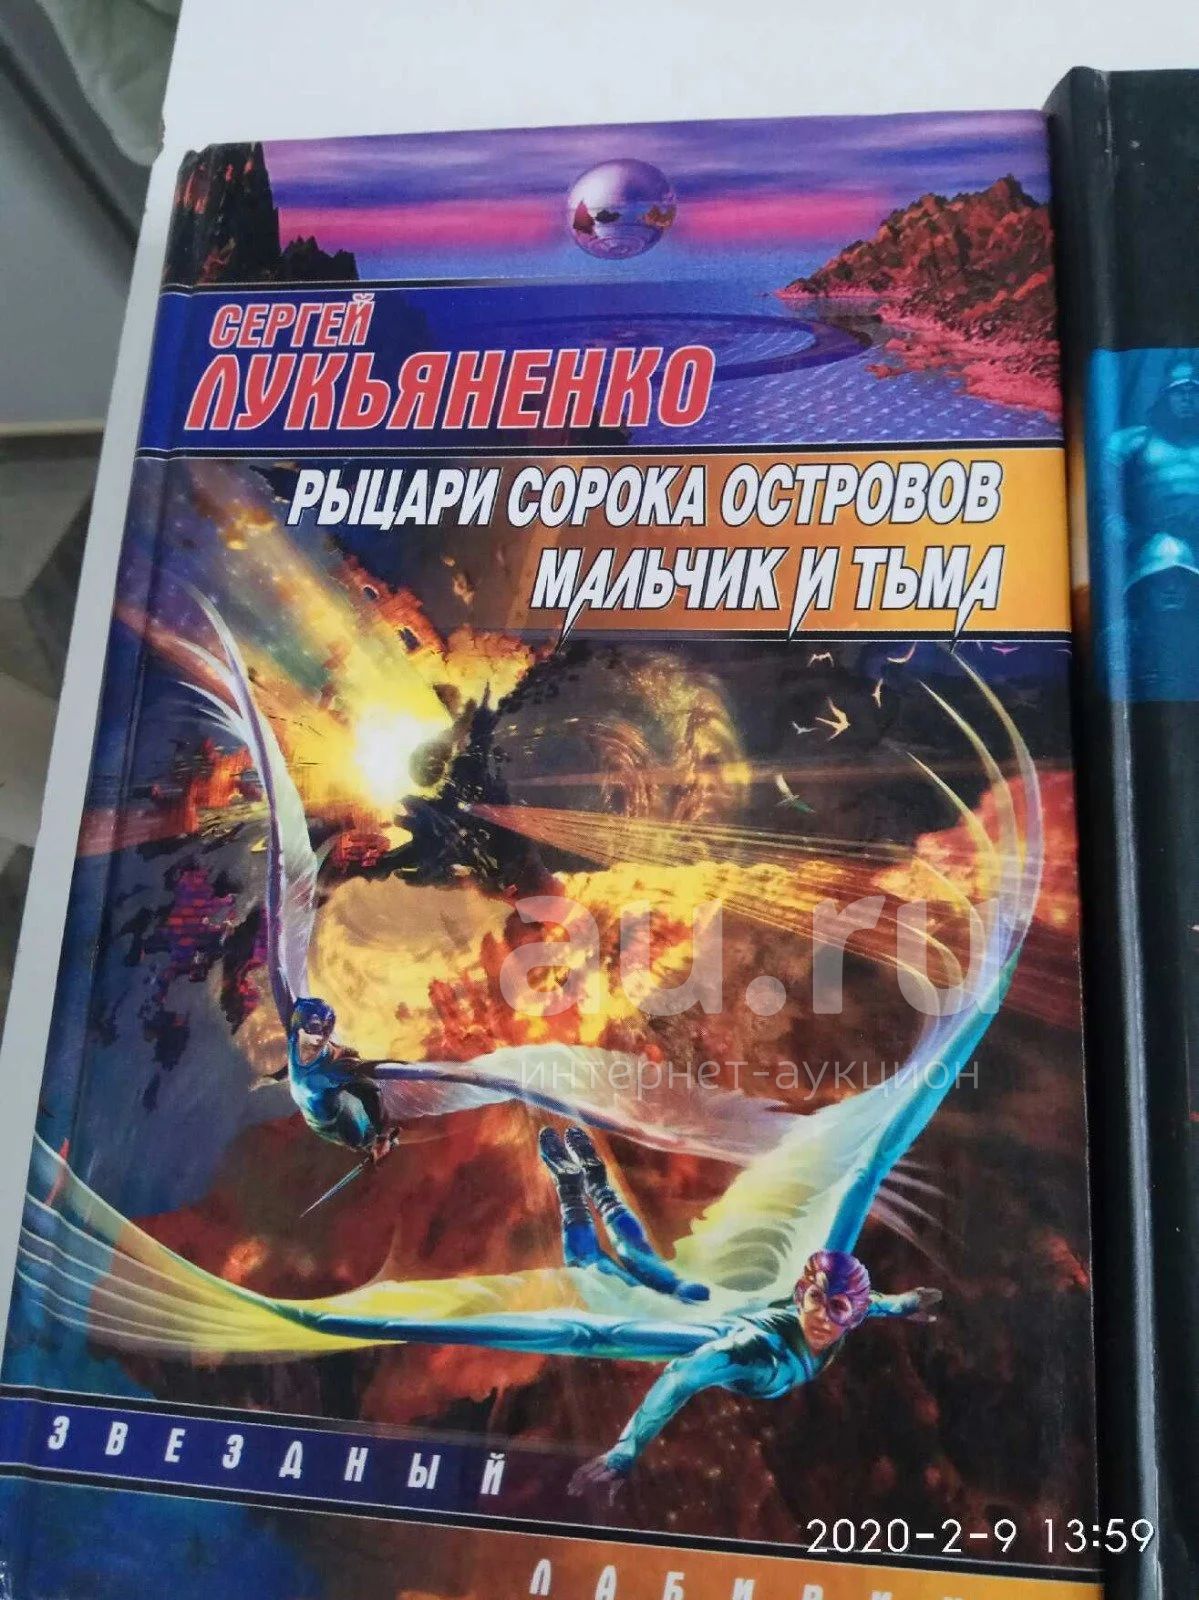 СЕРГЕЙ
ЛУКЬЯНЕНКО
РЫЦАРИ СОРОКА ОСТРОВОВ
МАЛЬЧИК И ТЬМА
au.ru
интернет-аукцион
ЗВЕЗДНЫЙ
2020-2-9 13:59